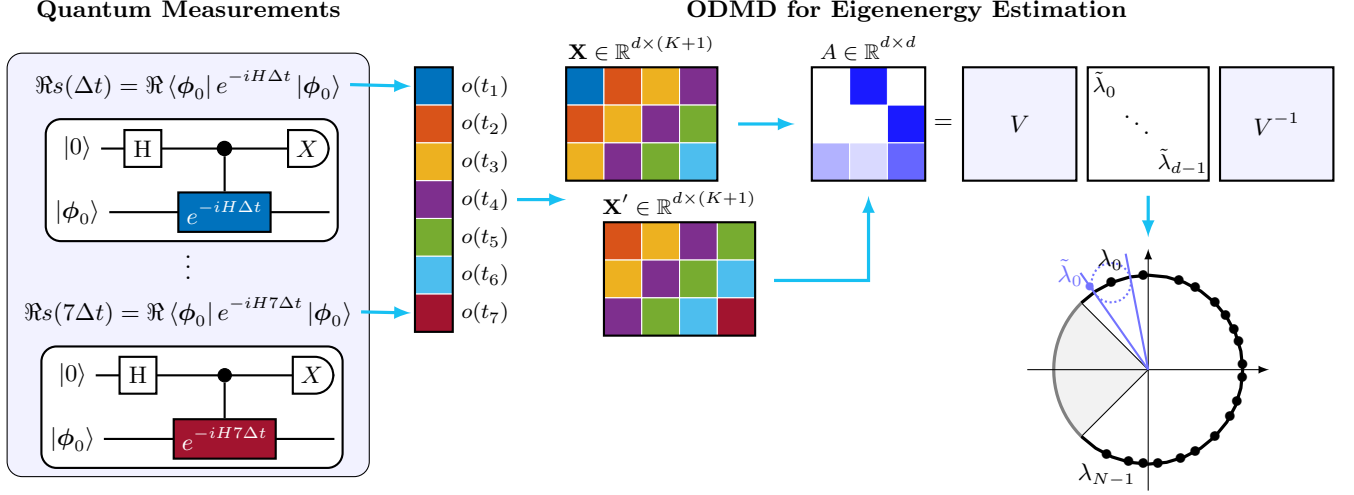 Quantum Measurements
ℜs(Δt) = ℜ ⟨ϕ₀| e^{−iHΔt} |ϕ₀⟩
|0⟩ H X
|ϕ₀⟩ e^{−iHΔt}
⋮
ℜs(7Δt) = ℜ ⟨ϕ₀| e^{−iH7Δt} |ϕ₀⟩
|0⟩ H X
|ϕ₀⟩ e^{−iH7Δt}
o(t₁)
o(t₂)
o(t₃)
o(t₄)
o(t₅)
o(t₆)
o(t₇)
ODMD for Eigenenergy Estimation
X ∈ ℝ^{d×(K+1)}
X′ ∈ ℝ^{d×(K+1)}
A ∈ ℝ^{d×d}
=
V
λ̃₀
⋱
λ̃_{d−1}
V^{−1}
λ̃₀
λ₀
λ_{N−1}